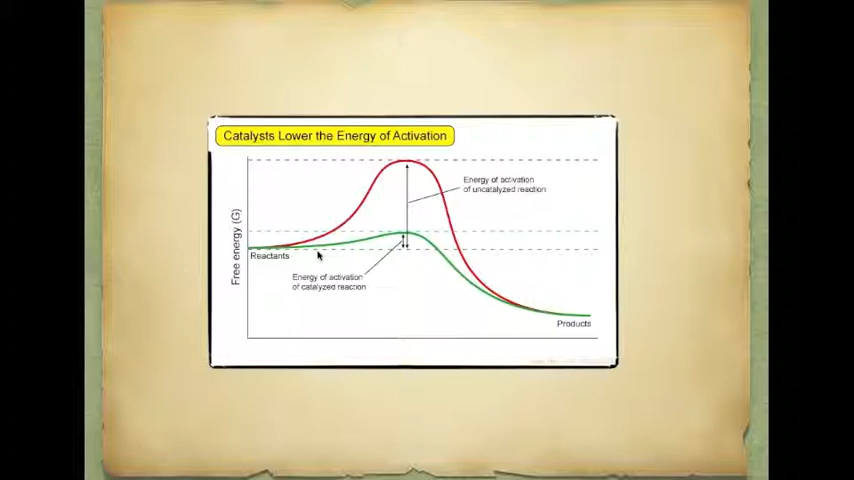 Catalysts Lower the Energy of Activation
Energy of activation
of uncatalyzed reaction
Free energy (G)
Reactants
Energy of activation
of catalyzed reaction
Products